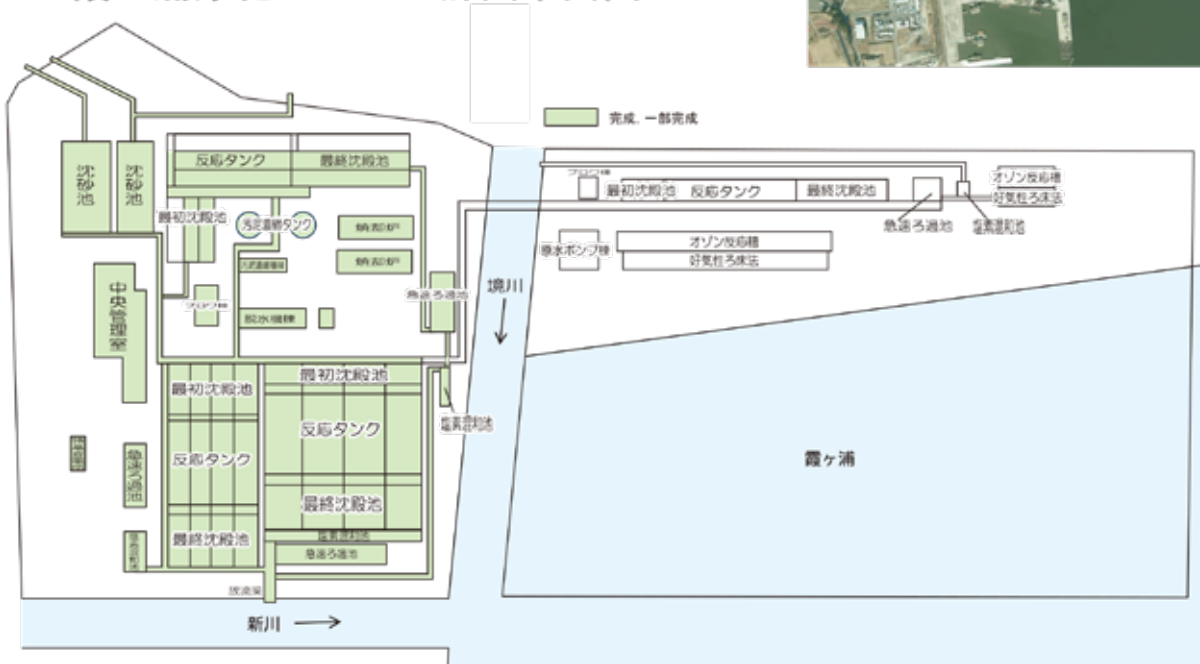 完成、一部完成
沈砂池
沈砂池
反応タンク
最終沈殿池
最初沈殿池
汚泥濃縮タンク
焼却炉
焼却炉
ブロワ棟
脱水機棟
急速ろ過池
中央管理室
最初沈殿池
最初沈殿池
反応タンク
反応タンク
最終沈殿池
最終沈殿池
塩素混和池
急速ろ過池
急速ろ過池
塩素混和池
放流渠
新川
境川
ブロワ棟
最初沈殿池
反応タンク
最終沈殿池
オゾン反応槽
好気性ろ床法
急速ろ過池
塩素混和池
原水ポンプ棟
オゾン反応槽
好気性ろ床法
霞ヶ浦